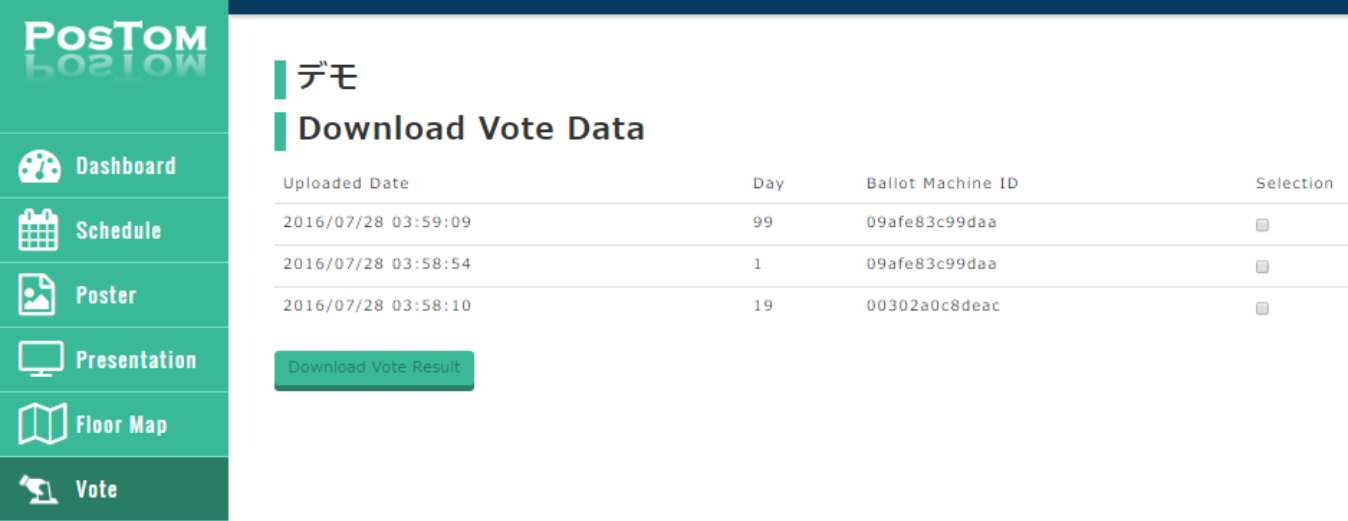 PosTom
Dashboard
Schedule
Poster
Presentation
Floor Map
Vote
デモ
Download Vote Data
Uploaded Date Day Ballot Machine ID Selection
2016/07/28 03:59:09 99 09afe83c99daa
2016/07/28 03:58:54 1 09afe83c99daa
2016/07/28 03:58:10 19 00302a0c8deac
Download Vote Result